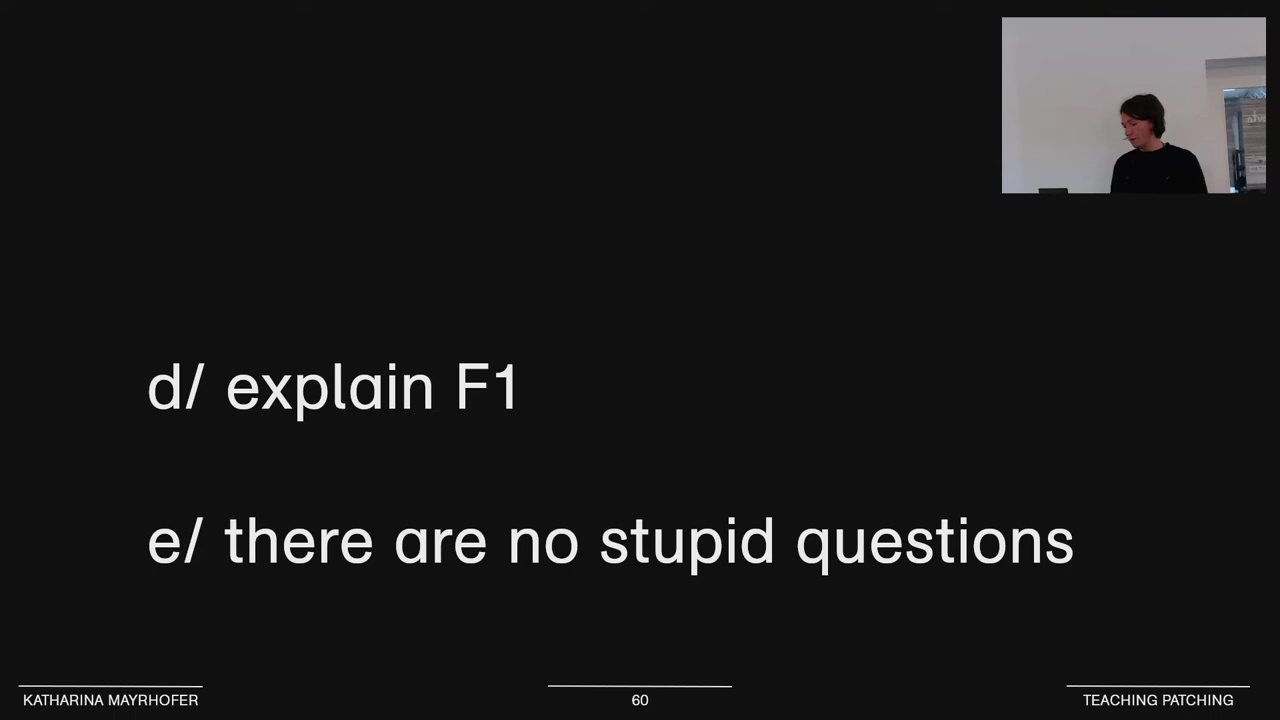 d/ explain F1
e/ there are no stupid questions
KATHARINA MAYRHOFER
60
TEACHING PATCHING